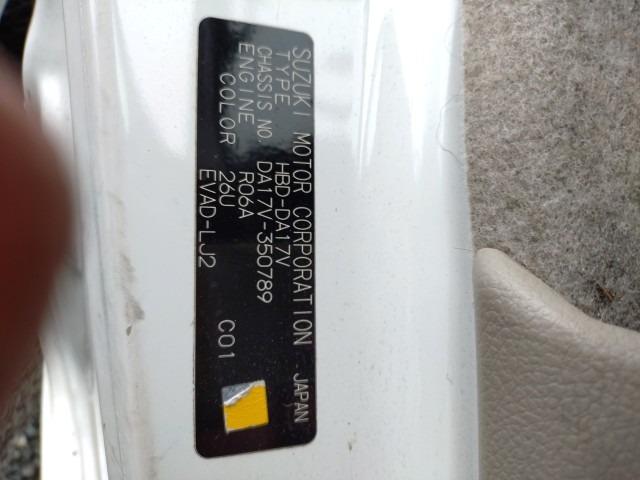 SUZUKI MOTOR CORPORATION JAPAN
TYPE HBD-DA17V
CHASSIS NO. DA17V-350789
ENGINE R06A
COLOR 26U C01
EVAD-LJ2